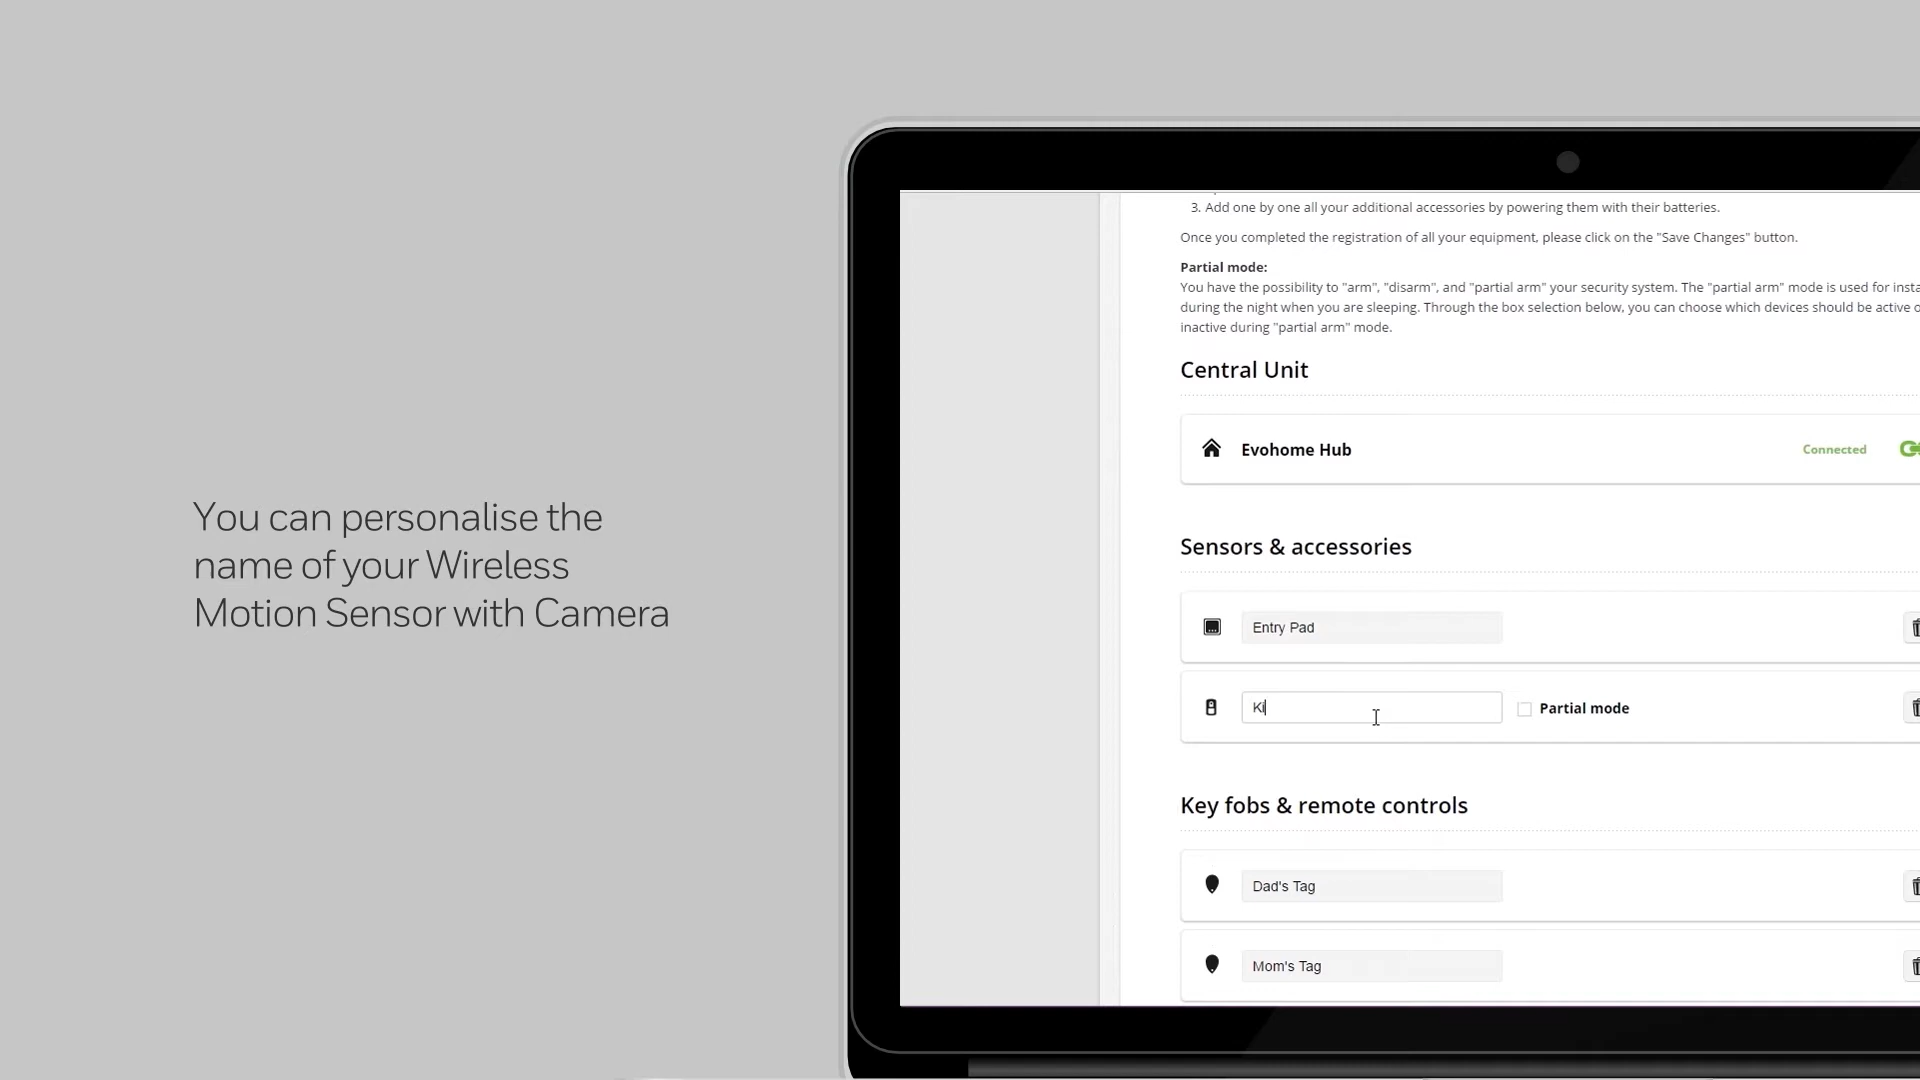 You can personalise the
name of your Wireless
Motion Sensor with Camera
3. Add one by one all your additional accessories by powering them with their batteries.
Once you completed the registration of all your equipment, please click on the "Save Changes" button.
Partial mode:
You have the possibility to "arm", "disarm", and "partial arm" your security system. The "partial arm" mode is used for insta
during the night when you are sleeping. Through the box selection below, you can choose which devices should be active o
inactive during "partial arm" mode.
Central Unit
Evohome Hub Connected
Sensors & accessories
Entry Pad
Ki Partial mode
Key fobs & remote controls
Dad's Tag
Mom's Tag